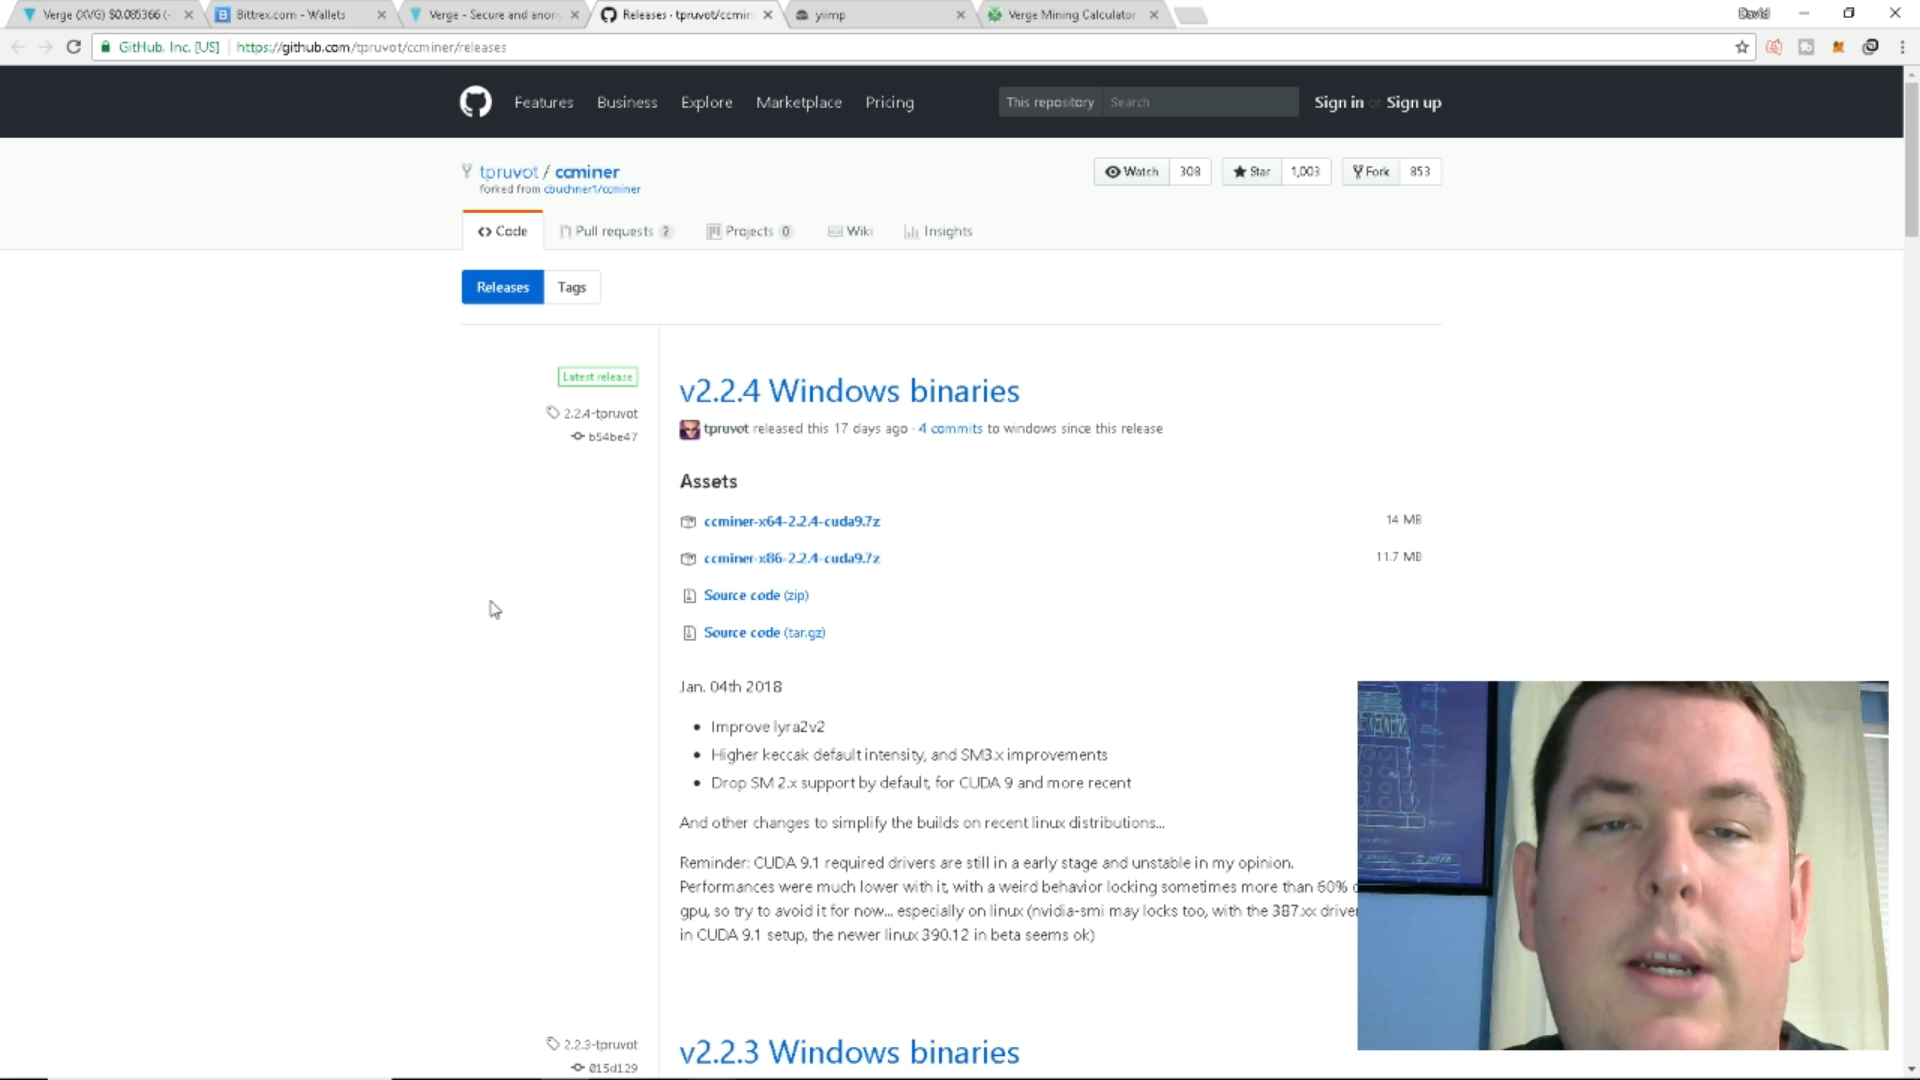 Verge (XVG) $0.085366 (-
Bittrex.com - Wallets
Verge - Secure and anon
Releases · tpruvot/ccmin
yiimp
Verge Mining Calculator
David
GitHub, Inc. [US]
https://github.com/tpruvot/ccminer/releases
Features
Business
Explore
Marketplace
Pricing
This repository
Search
Sign in or Sign up
tpruvot / ccminer
forked from cbuchner1/ccminer
Watch 308
Star 1,003
Fork 853
Code
Pull requests 2
Projects 0
Wiki
Insights
Releases
Tags
Latest release
2.2.4-tpruvot
b54be47
v2.2.4 Windows binaries
tpruvot released this 17 days ago · 4 commits to windows since this release
Assets
ccminer-x64-2.2.4-cuda9.7z
14 MB
ccminer-x86-2.2.4-cuda9.7z
11.7 MB
Source code (zip)
Source code (tar.gz)
Jan. 04th 2018
• Improve lyra2v2
• Higher keccak default intensity, and SM3.x improvements
• Drop SM 2.x support by default, for CUDA 9 and more recent
And other changes to simplify the builds on recent linux distributions...
Reminder: CUDA 9.1 required drivers are still in a early stage and unstable in my opinion.
Performances were much lower with it, with a weird behavior locking sometimes more than 60%
gpu, so try to avoid it for now... especially on linux (nvidia-smi may locks too, with the 387.xx driver
in CUDA 9.1 setup, the newer linux 390.12 in beta seems ok)
2.2.3-tpruvot
015d129
v2.2.3 Windows binaries